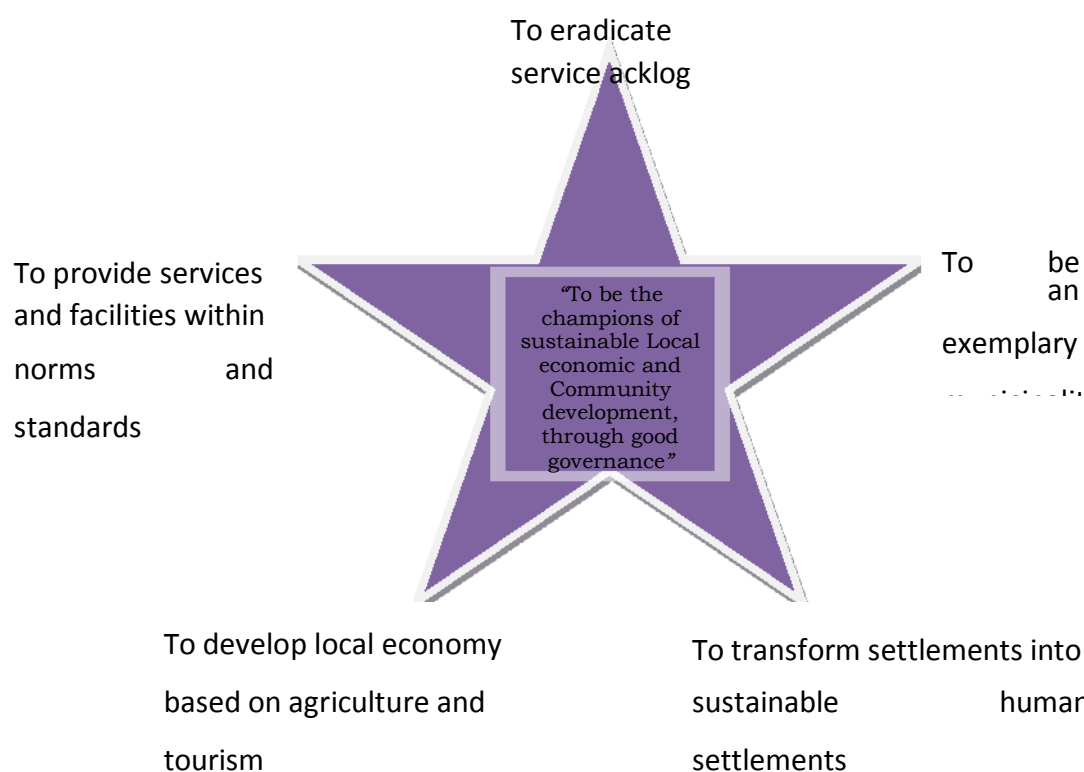 To eradicate
service acklog
To provide services
and facilities within
norms and
standards
"To be the
champions of
sustainable Local
economic and
Community
development,
through good
governance"
To be
an
exemplary
To develop local economy
based on agriculture and
tourism
To transform settlements into
sustainable human
settlements